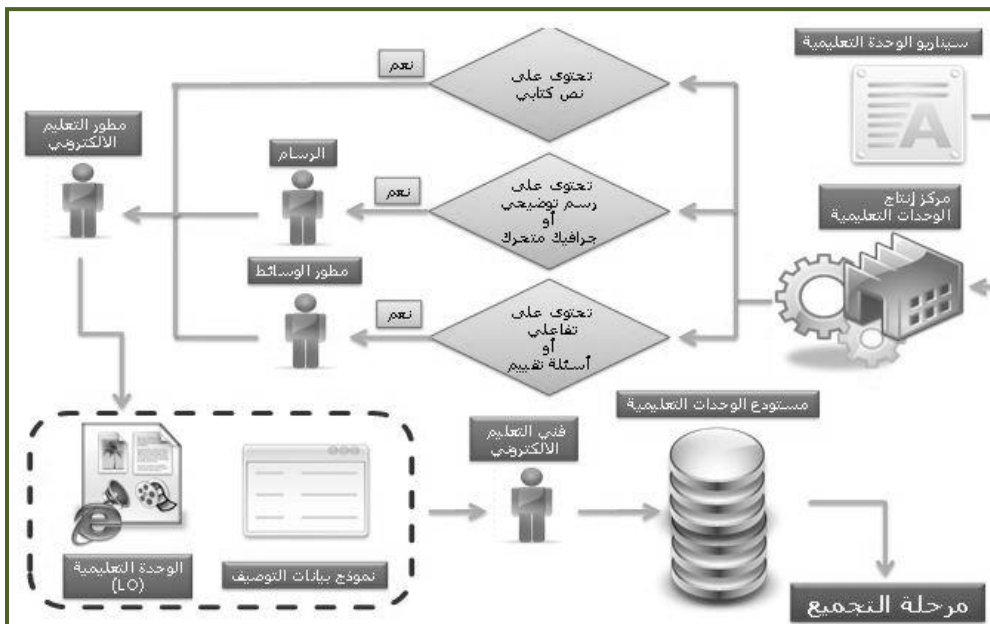 سيناريو الوحدة التعليمية
A
مركز إنتاج
الوحدات التعليمية
تحتوى على
نص كتابي
نعم
تحتوى على
رسم توضيحي
أو
جرافيك متحرك
نعم
الرسام
تحتوى على
تفاعلي
أو
أسئلة تقييم
نعم
مطور الوسائط
مطور التعليم
الالكتروني
الوحدة التعليمية
(LO)
نموذج بيانات التوصيف
فني التعليم
الالكتروني
مستودع الوحدات التعليمية
مرحلة التجميع